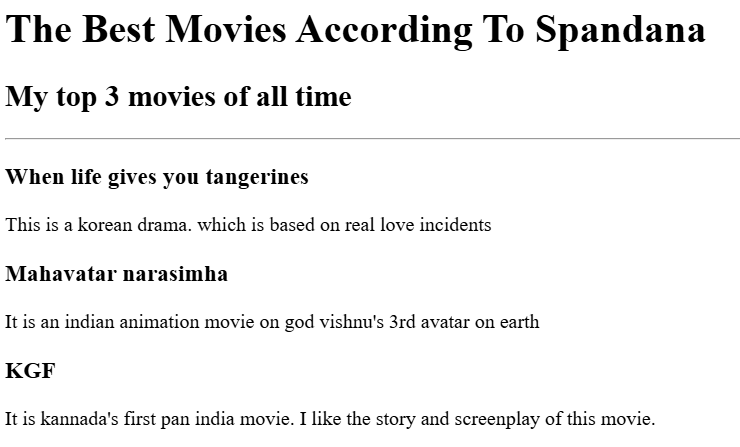 The Best Movies According To Spandana
My top 3 movies of all time
When life gives you tangerines
This is a korean drama. which is based on real love incidents
Mahavatar narasimha
It is an indian animation movie on god vishnu's 3rd avatar on earth
KGF
It is kannada's first pan india movie. I like the story and screenplay of this movie.